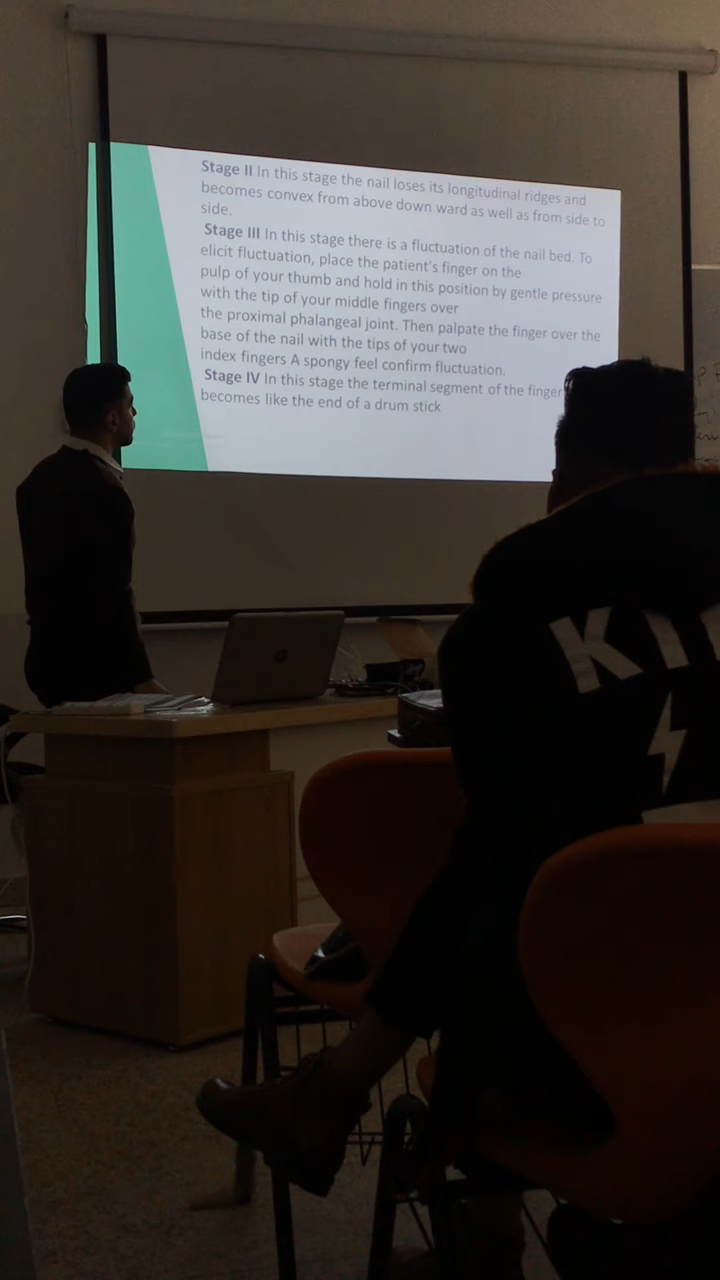 Stage II In this stage the nail loses its longitudinal ridges and
becomes convex from above down ward as well as from side to
side.
Stage III In this stage there is a fluctuation of the nail bed. To
elicit fluctuation, place the patient's finger on the
pulp of your thumb and hold in this position by gentle pressure
with the tip of your middle fingers over
the proximal phalangeal joint. Then palpate the finger over the
base of the nail with the tips of your two
index fingers A spongy feel confirm fluctuation.
Stage IV In this stage the terminal segment of the finger
becomes like the end of a drum stick